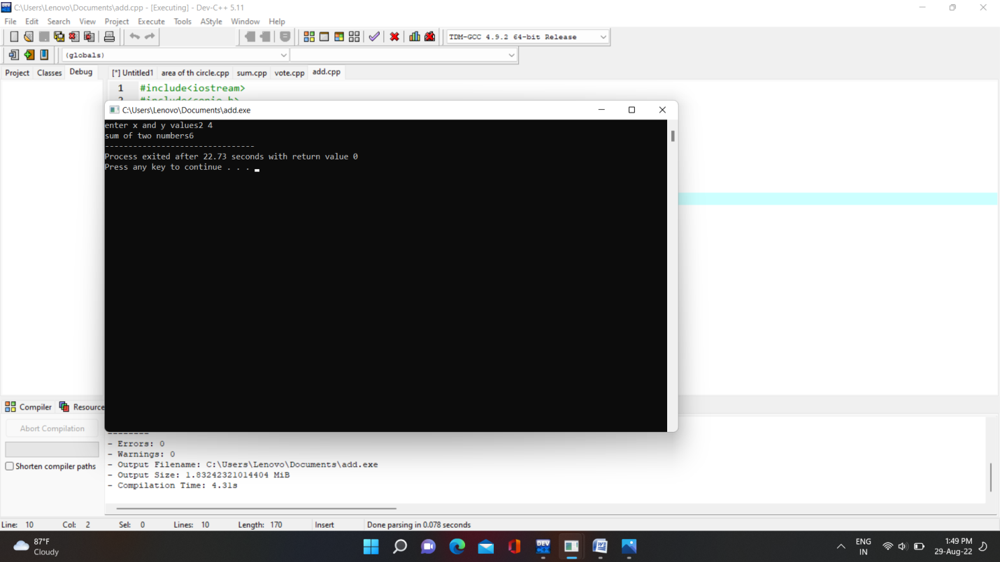 C:\Users\Lenovo\Documents\add.cpp - [Executing] - Dev-C++ 5.11
File Edit Search View Project Execute Tools AStyle Window Help
TDM-GCC 4.9.2 64-bit Release
(globals)
Project Classes Debug [*] Untitled1 area of th circle.cpp sum.cpp vote.cpp add.cpp
1 #include<iostream>
2 #include<conio.h>
C:\Users\Lenovo\Documents\add.exe
enter x and y values2 4
sum of two numbers6
--------------------------------
Process exited after 22.73 seconds with return value 0
Press any key to continue . . .
Compiler Resource
Abort Compilation
Shorten compiler paths
--------
- Errors: 0
- Warnings: 0
- Output Filename: C:\Users\Lenovo\Documents\add.exe
- Output Size: 1.83242321014404 MiB
- Compilation Time: 4.31s
Line: 10 Col: 2 Sel: 0 Lines: 10 Length: 170 Insert Done parsing in 0.078 seconds
87°F
Cloudy
DEV
C++
W
ENG
IN
1:49 PM
29-Aug-22